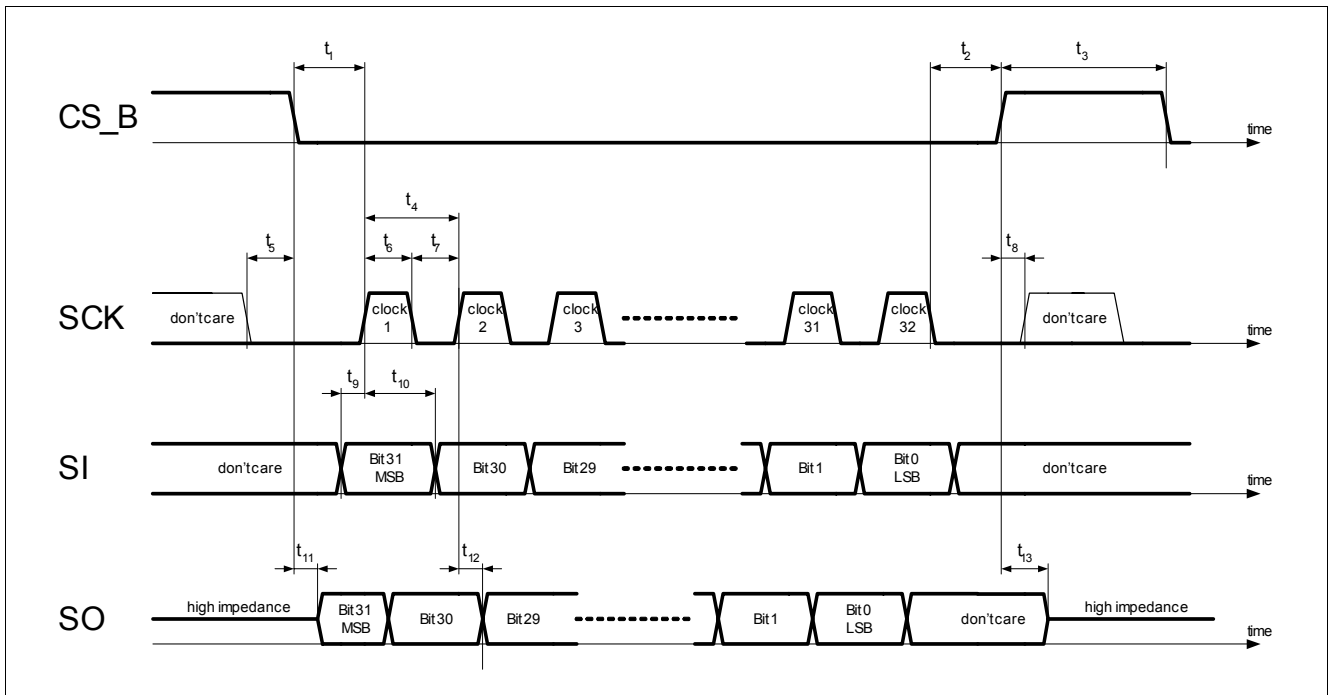 t1
t2
t3
CS_B
time
t4
t5
t6
t7
t8
SCK
don'tcare
clock
1
clock
2
clock
3
clock
31
clock
32
don'tcare
time
t9
t10
SI
don'tcare
Bit31
MSB
Bit30
Bit29
Bit1
Bit0
LSB
don'tcare
time
t11
t12
t13
SO
high impedance
Bit31
MSB
Bit30
Bit29
Bit1
Bit0
LSB
don'tcare
high impedance
time